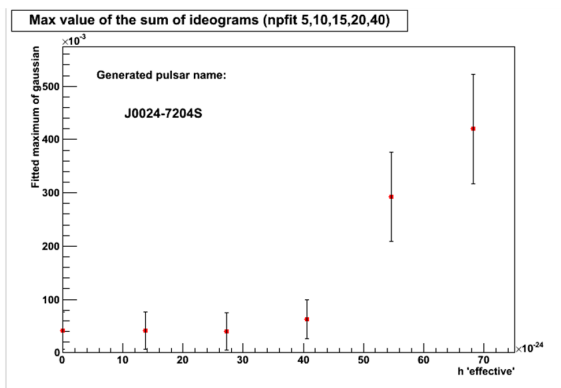 Max value of the sum of ideograms (npfit 5,10,15,20,40)
×10-3
Fitted maximum of gaussian
Generated pulsar name:
J0024-7204S
500
400
300
200
100
0
0 10 20 30 40 50 60 70
×10-24
h 'effective'